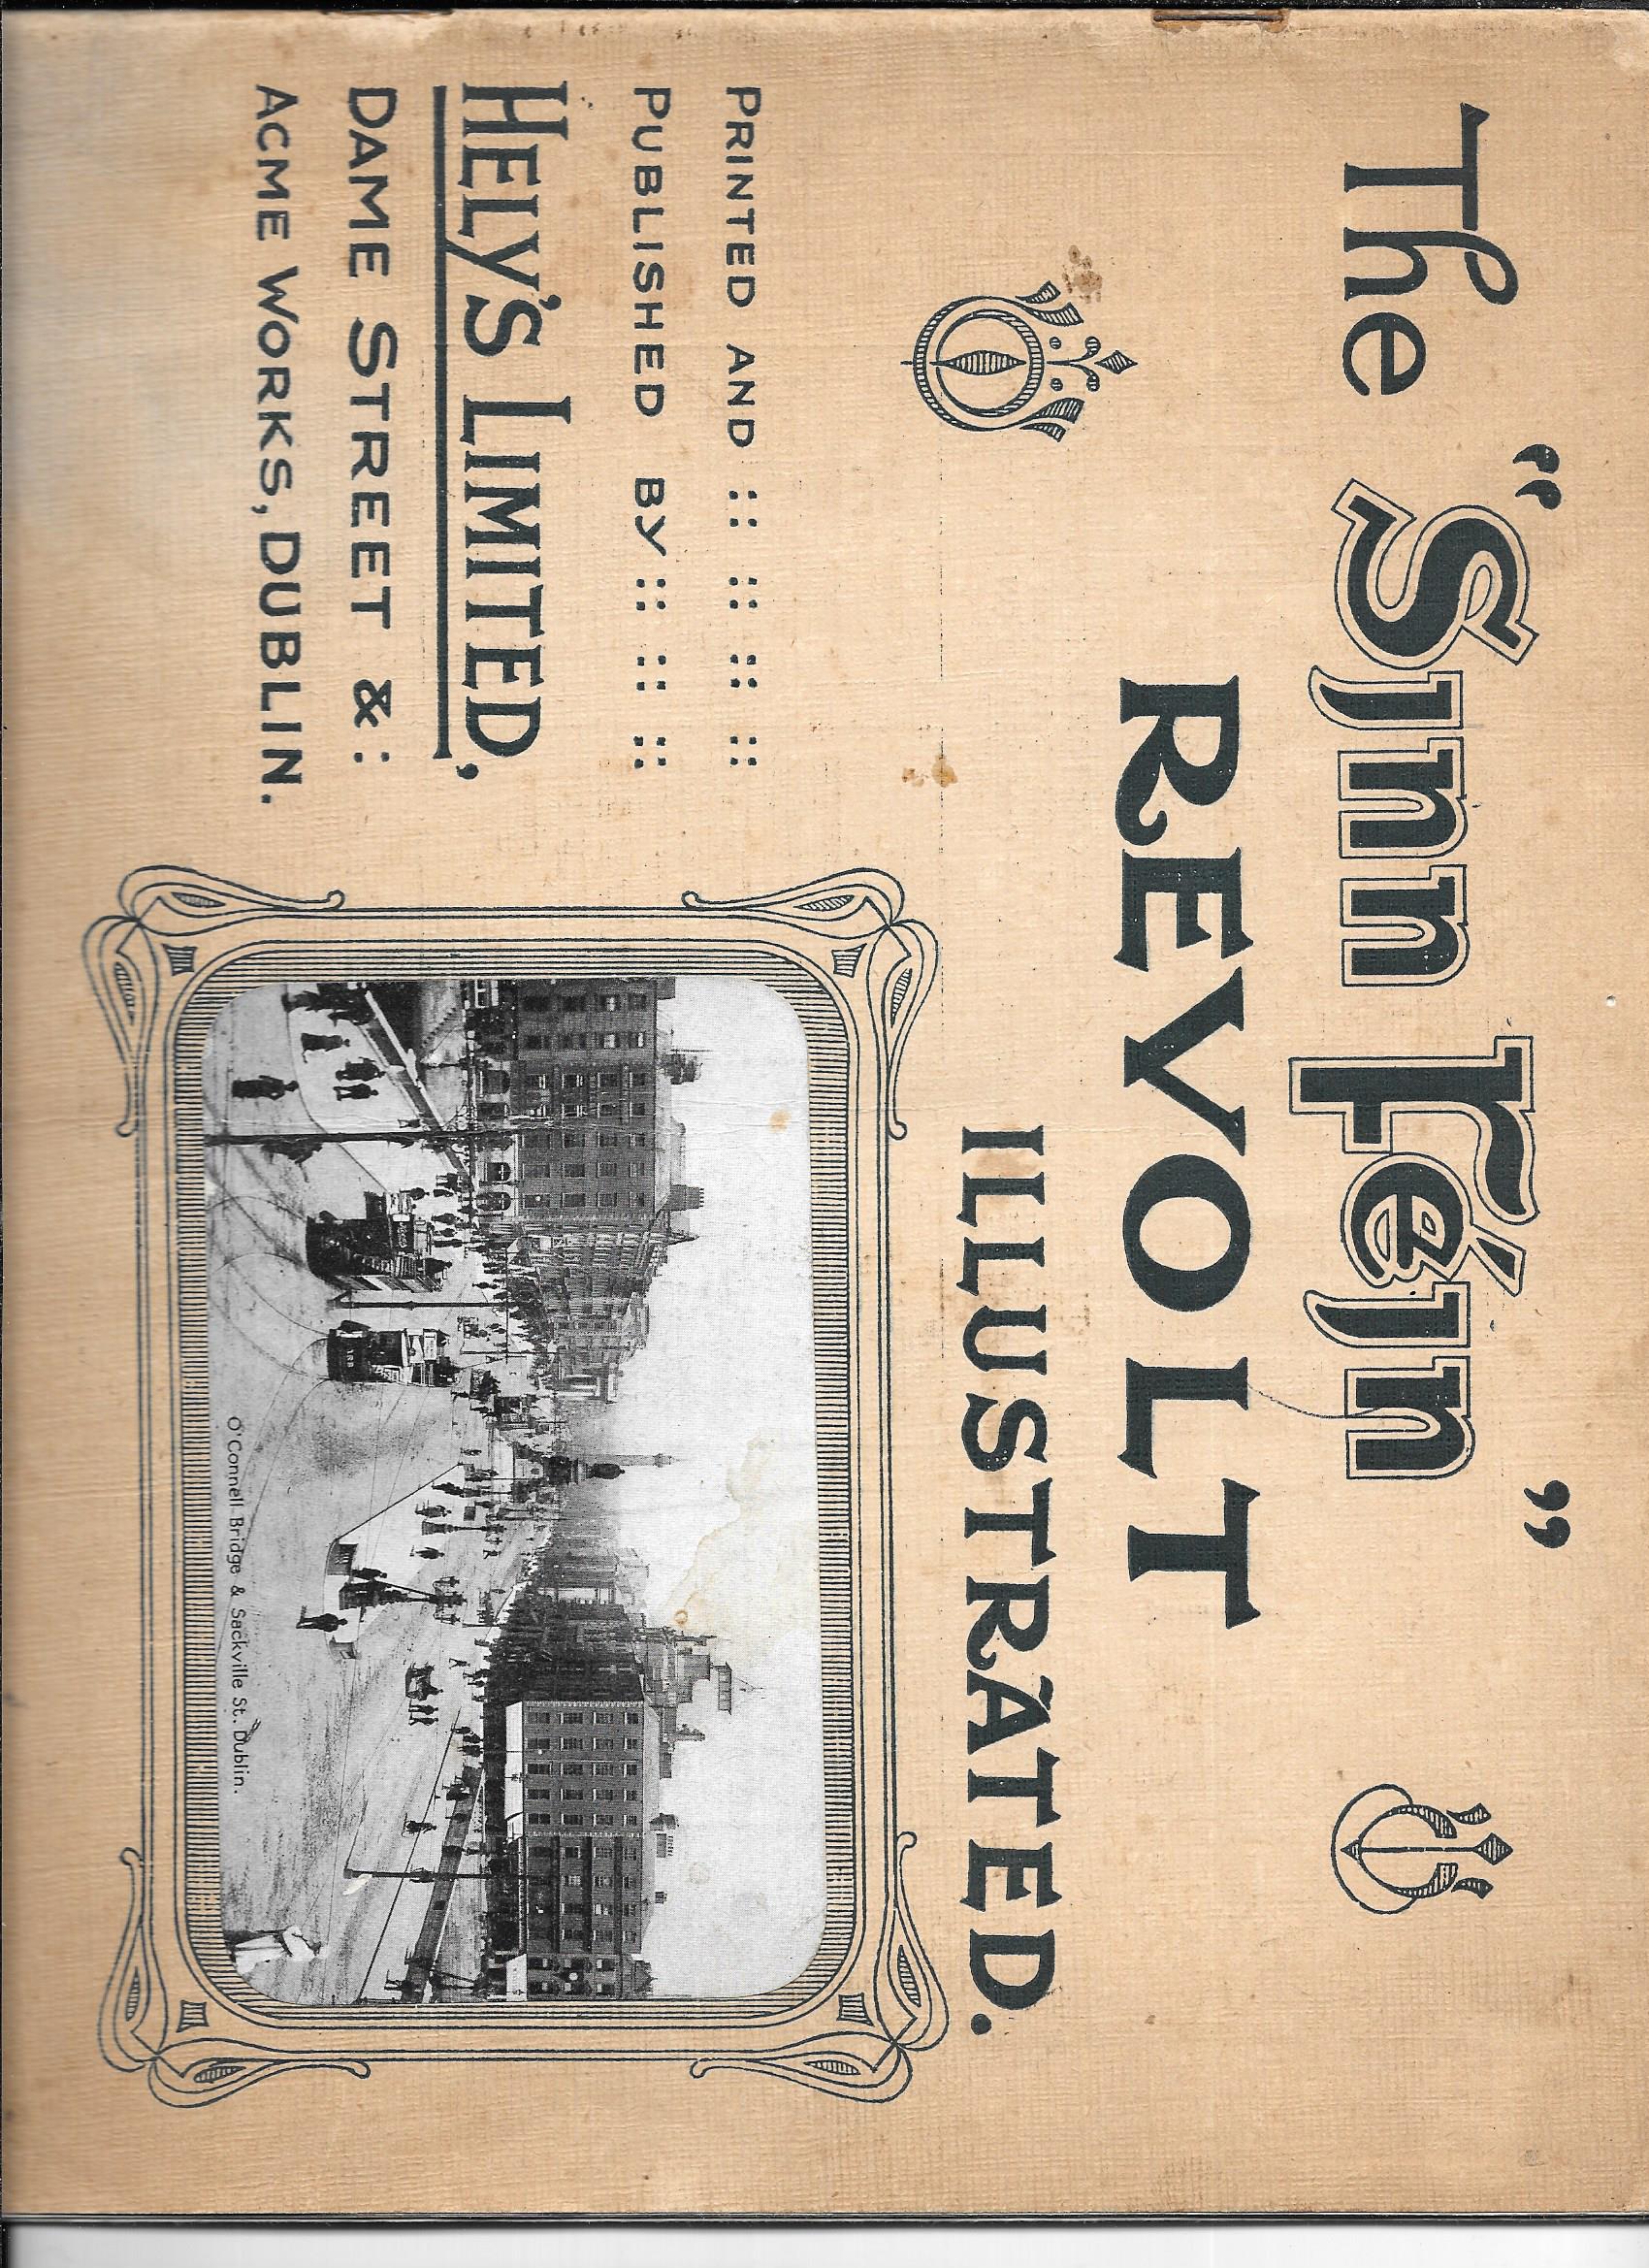 The "Sinn Féin"
REVOLT
ILLUSTRATED.
PRINTED AND :: :: :: ::
PUBLISHED BY :: :: ::
HELY'S LIMITED,
DAME STREET & :
ACME WORKS, DUBLIN.
O'Connell Bridge & Sackville St. Dublin.